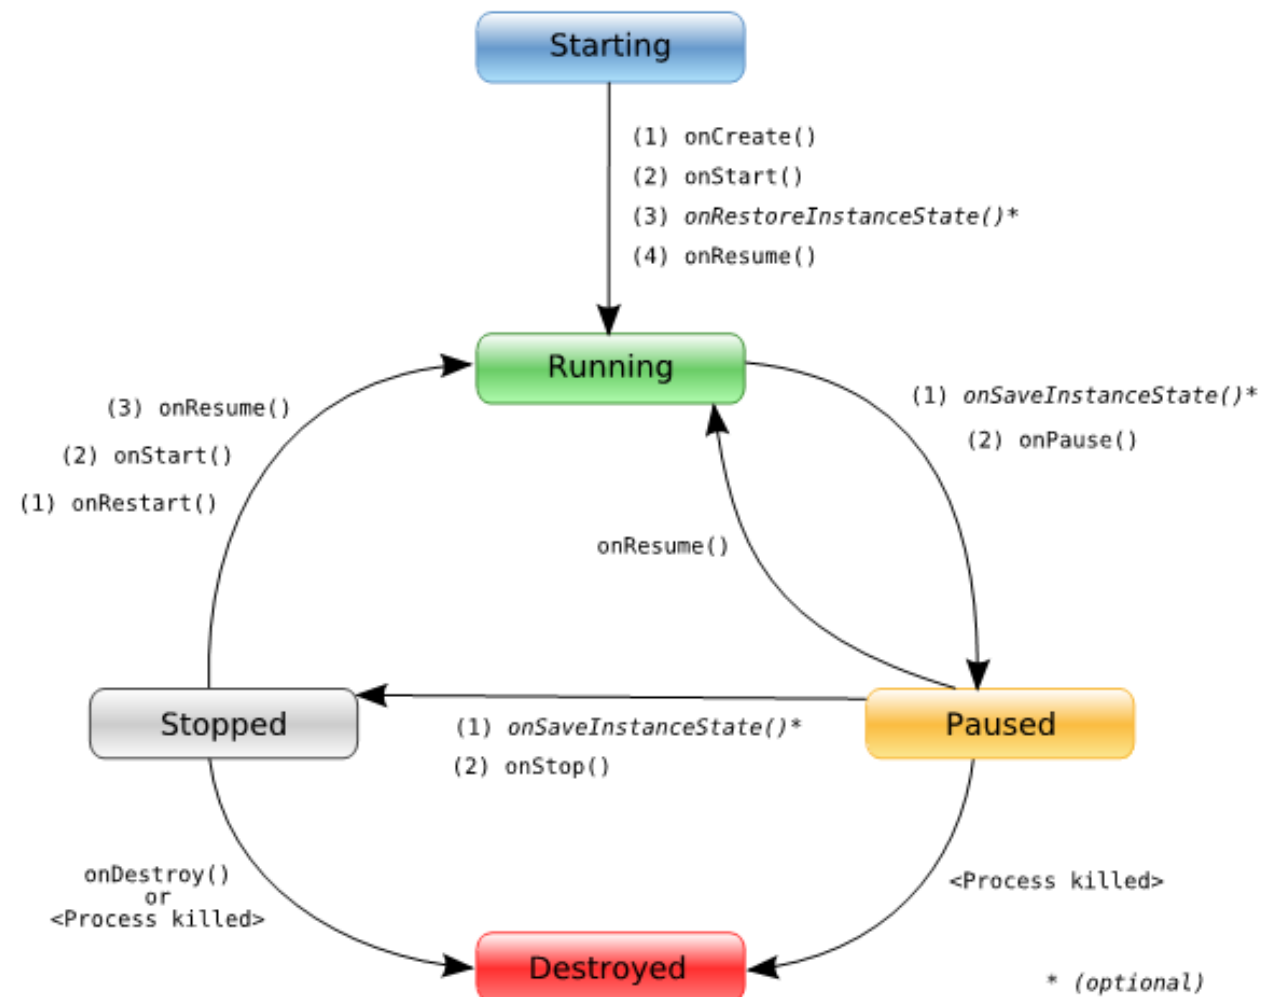 Starting
(1) onCreate()
(2) onStart()
(3) onRestoreInstanceState()*
(4) onResume()
Running
(3) onResume()
(2) onStart()
(1) onRestart()
(1) onSaveInstanceState()*
(2) onPause()
onResume()
Stopped
(1) onSaveInstanceState()*
(2) onStop()
Paused
onDestroy()
or
<Process killed>
<Process killed>
Destroyed
* (optional)